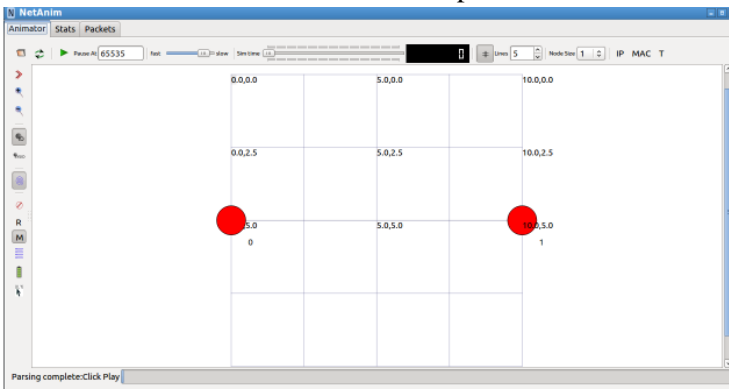 NetAnim
Animator Stats Packets
Pause At 65535 fast slow Sim time 0 Lines 5 Node Size 1 IP MAC T
0.0,0.0 5.0,0.0 10.0,0.0
0.0,2.5 5.0,2.5 10.0,2.5
R
5.0 5.0,5.0 10.0,5.0
M
0 1
Parsing complete:Click Play